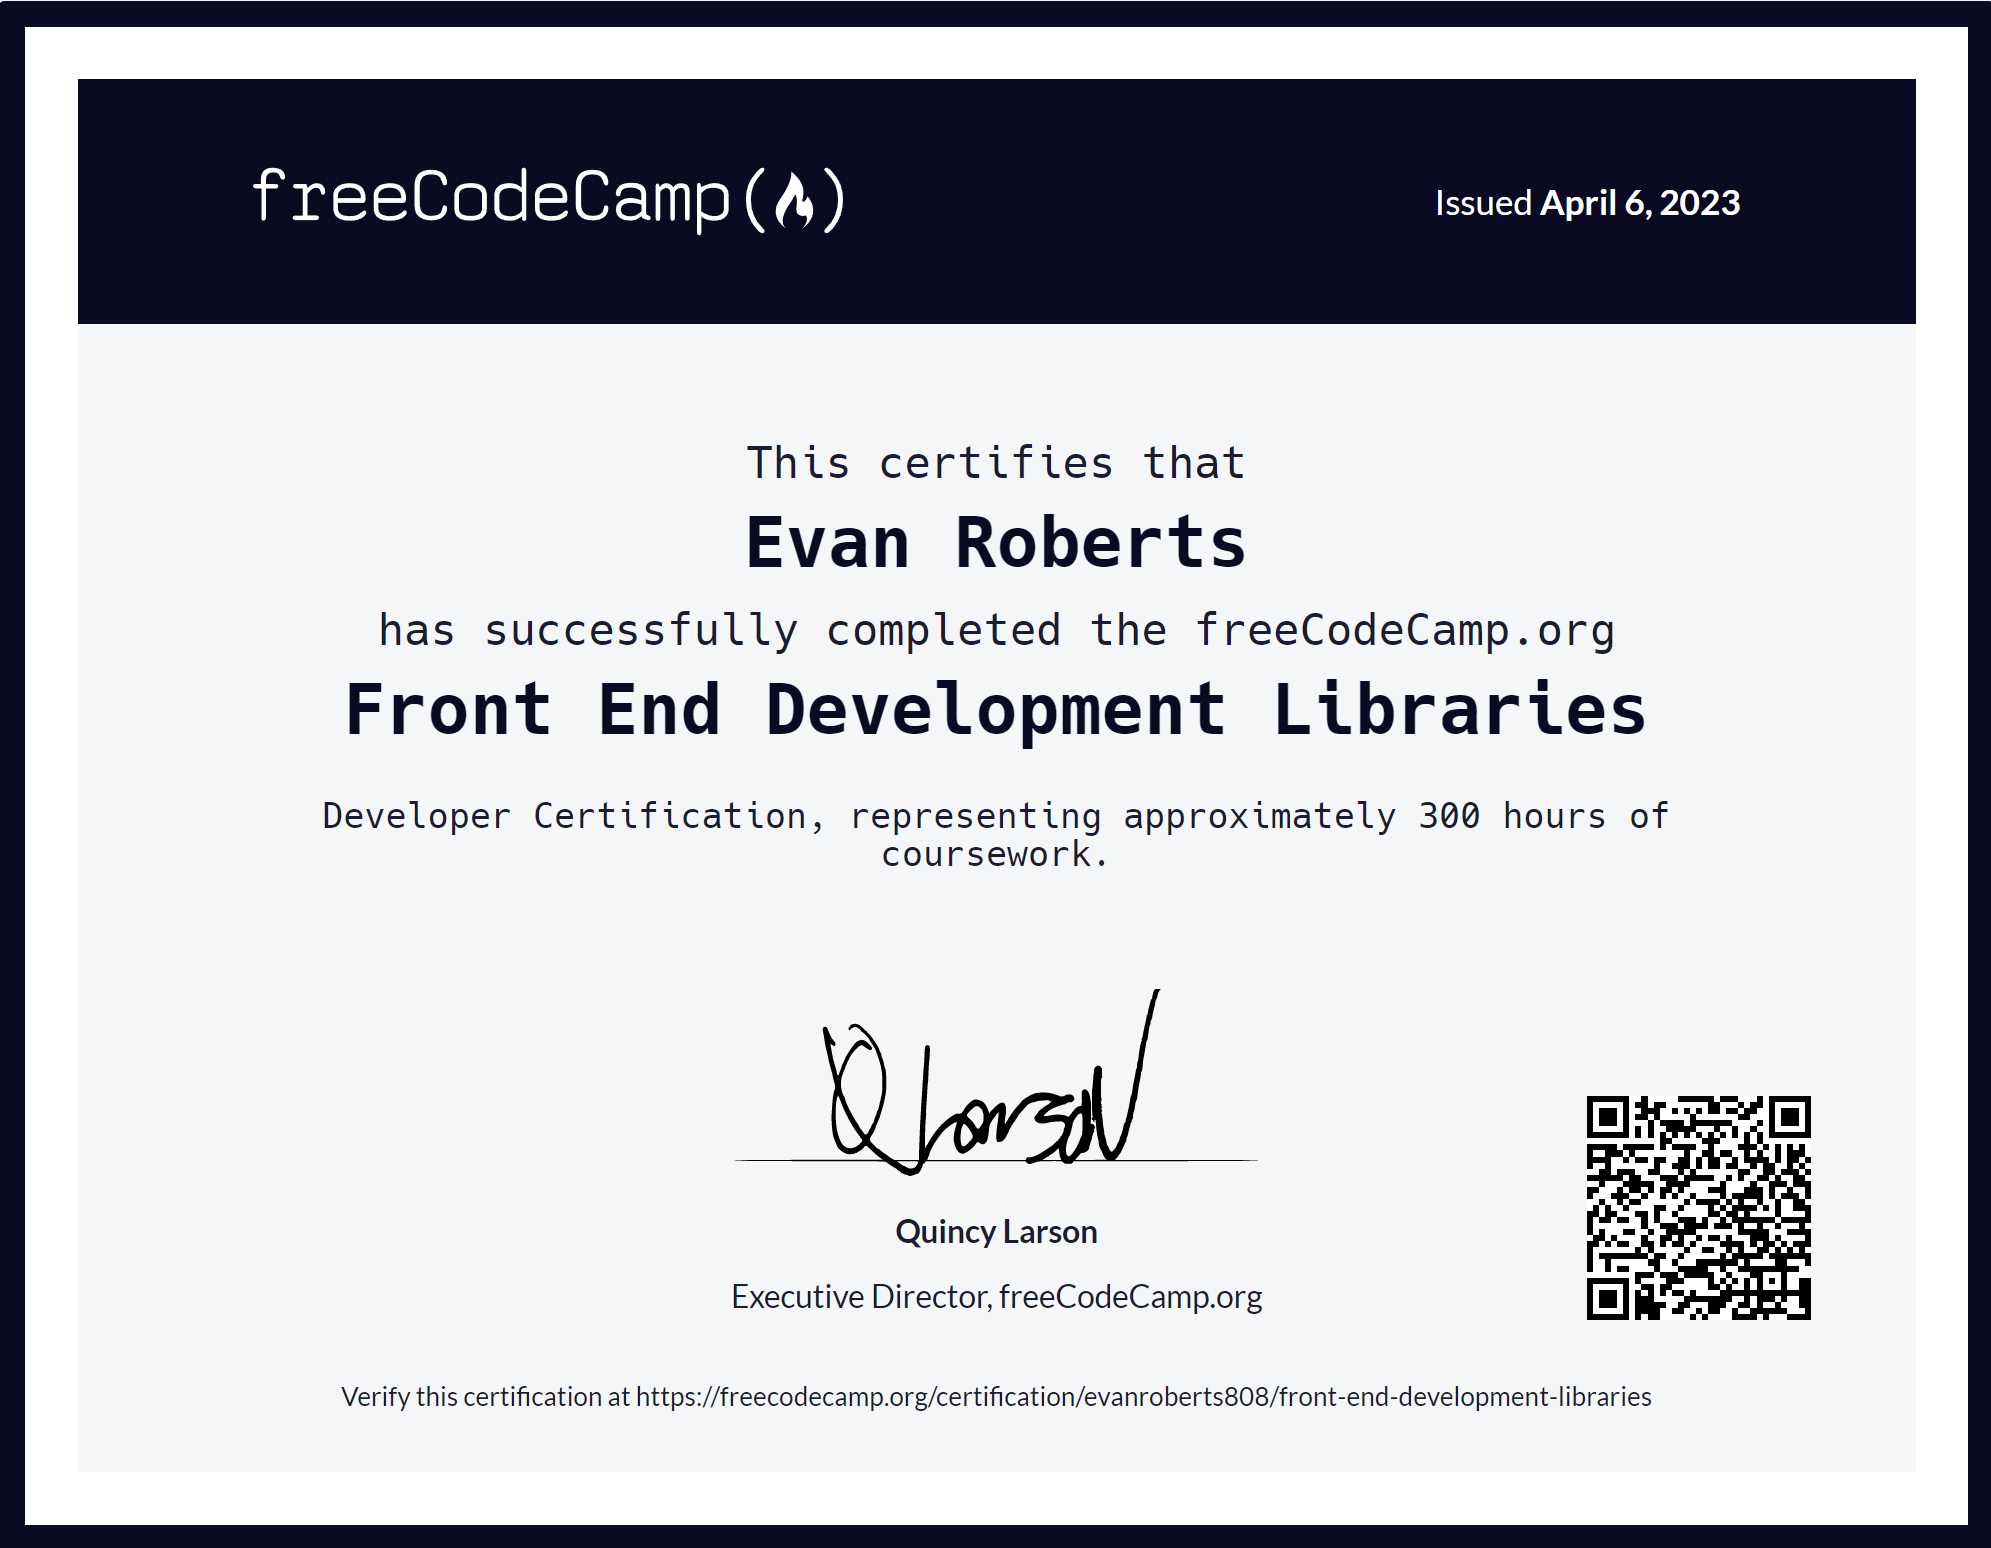 freeCodeCamp
Issued April 6, 2023
This certifies that
Evan Roberts
has successfully completed the freeCodeCamp.org
Front End Development Libraries
Developer Certification, representing approximately 300 hours of
coursework.
Q Larson
Quincy Larson
Executive Director, freeCodeCamp.org
Verify this certification at https://freecodecamp.org/certification/evanroberts808/front-end-development-libraries